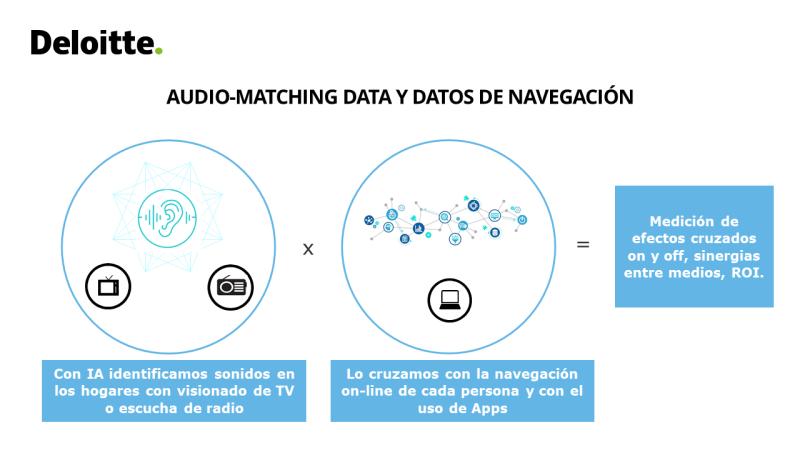 Deloitte.
AUDIO-MATCHING DATA Y DATOS DE NAVEGACIÓN
x
=
Medición de
efectos cruzados
on y off, sinergias
entre medios, ROI.
Con IA identificamos sonidos en
los hogares con visionado de TV
o escucha de radio
Lo cruzamos con la navegación
on-line de cada persona y con el
uso de Apps